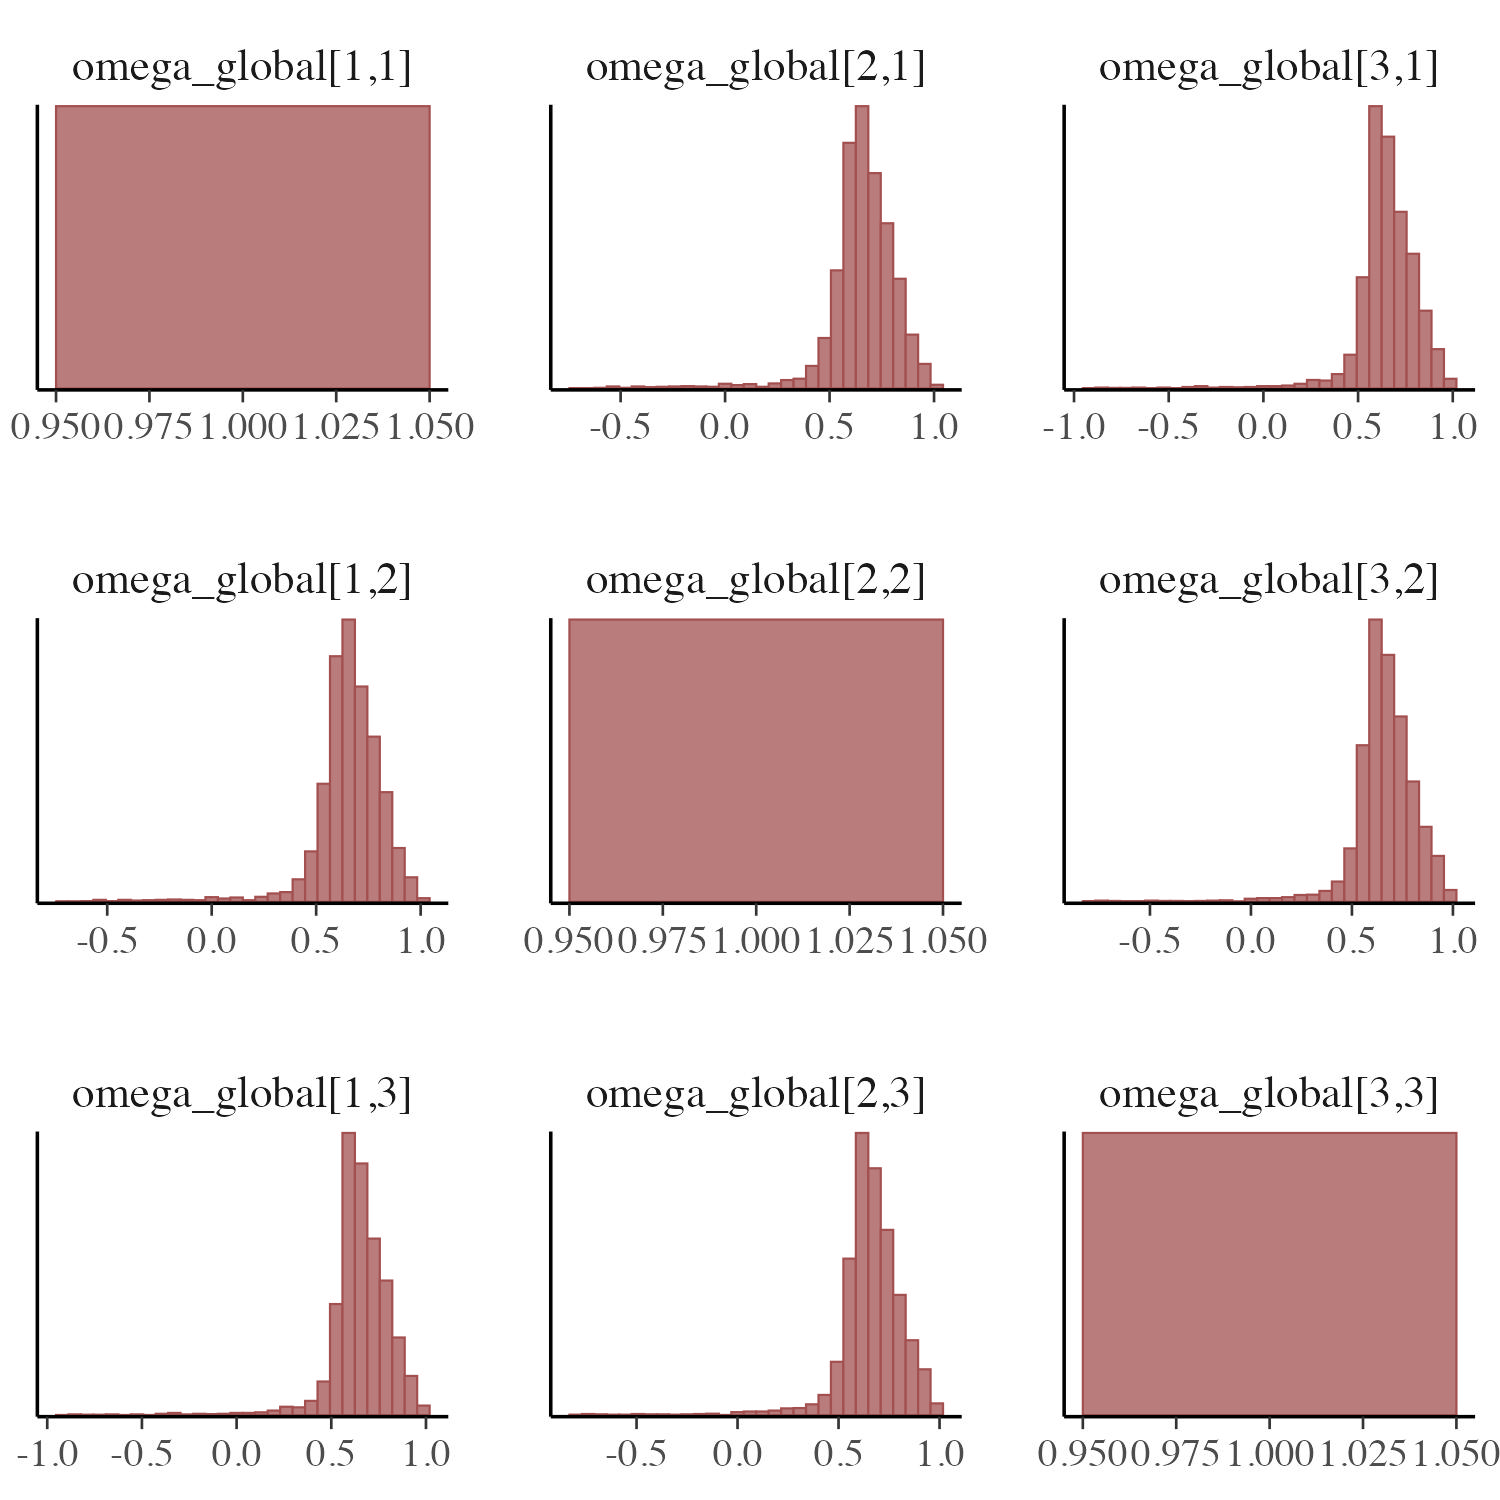 omega_global[1,1] omega_global[2,1] omega_global[3,1]
0.950 0.975 1.000 1.025 1.050 -0.5 0.0 0.5 1.0 -1.0 -0.5 0.0 0.5 1.0
omega_global[1,2] omega_global[2,2] omega_global[3,2]
-0.5 0.0 0.5 1.0 0.950 0.975 1.000 1.025 1.050 -0.5 0.0 0.5 1.0
omega_global[1,3] omega_global[2,3] omega_global[3,3]
-1.0 -0.5 0.0 0.5 1.0 -0.5 0.0 0.5 1.0 0.950 0.975 1.000 1.025 1.050